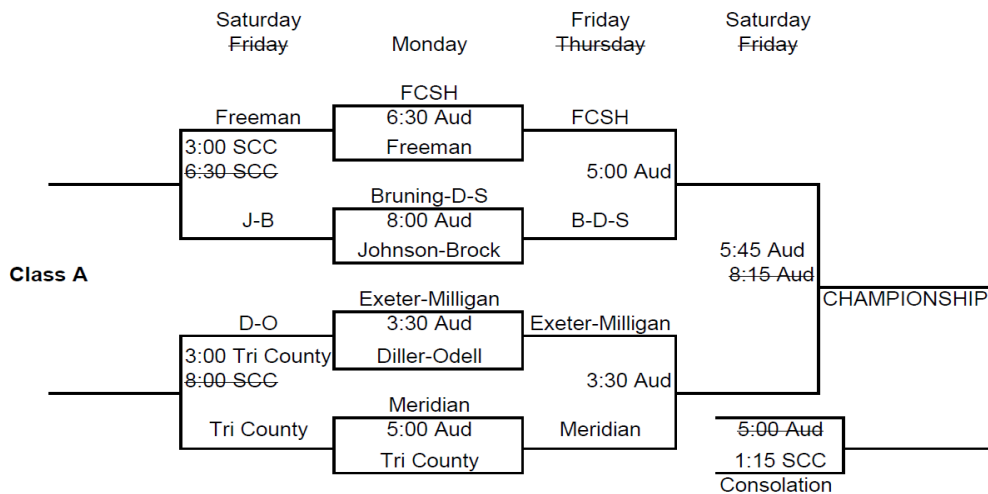 Saturday Friday Saturday
Friday Monday Thursday Friday
FCSH
Freeman 6:30 Aud FCSH
3:00 SCC Freeman
6:30 SCC 5:00 Aud
Bruning-D-S
J-B 8:00 Aud B-D-S
Johnson-Brock 5:45 Aud
Class A 8:15 Aud
Exeter-Milligan CHAMPIONSHIP
D-O 3:30 Aud Exeter-Milligan
3:00 Tri County Diller-Odell
8:00 SCC 3:30 Aud
Meridian
Tri County 5:00 Aud Meridian 5:00 Aud
Tri County 1:15 SCC
Consolation